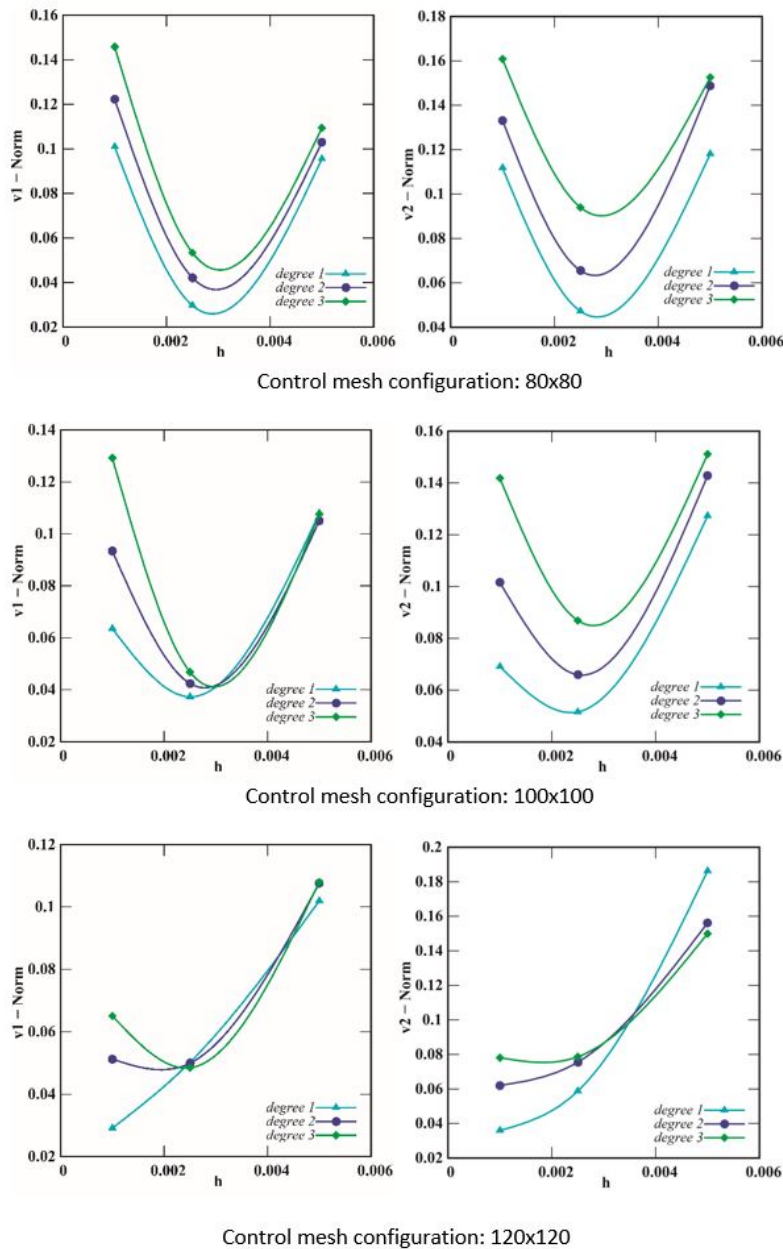 0.16
0.14
0.12
0.1
0.08
0.06
0.04
0.02
v1 – Norm
0
0.002
0.004
0.006
h
degree 1
degree 2
degree 3
0.18
0.16
0.14
0.12
0.1
0.08
0.06
0.04
v2 – Norm
0
0.002
0.004
0.006
h
degree 1
degree 2
degree 3
Control mesh configuration: 80x80
0.14
0.12
0.1
0.08
0.06
0.04
0.02
v1 – Norm
0
0.002
0.004
0.006
h
degree 1
degree 2
degree 3
0.16
0.14
0.12
0.1
0.08
0.06
0.04
v2 – Norm
0
0.002
0.004
0.006
h
degree 1
degree 2
degree 3
Control mesh configuration: 100x100
0.12
0.1
0.08
0.06
0.04
0.02
v1 – Norm
0
0.002
0.004
0.006
h
degree 1
degree 2
degree 3
0.2
0.18
0.16
0.14
0.12
0.1
0.08
0.06
0.04
0.02
v2 – Norm
0
0.002
0.004
0.006
h
degree 1
degree 2
degree 3
Control mesh configuration: 120x120